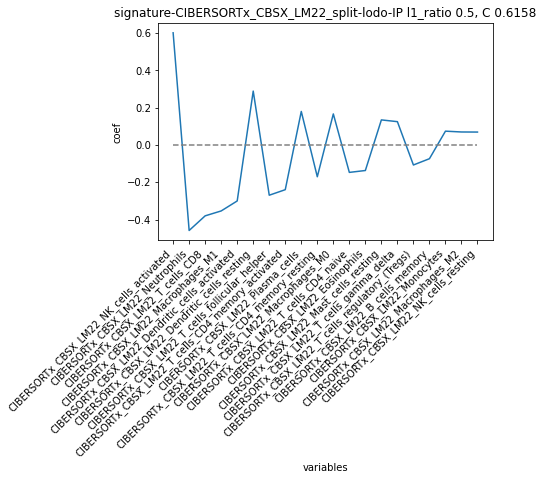 signature-CIBERSORTx_CBSX_LM22_split-lodo-IP l1_ratio 0.5, C 0.6158
coef
0.6
0.4
0.2
0.0
−0.2
−0.4
CIBERSORTx_CBSX_LM22_NK_cells_activated
CIBERSORTx_CBSX_LM22_Neutrophils
CIBERSORTx_CBSX_LM22_T_cells_CD8
CIBERSORTx_CBSX_LM22_Macrophages_M1
CIBERSORTx_CBSX_LM22_Dendritic_cells_activated
CIBERSORTx_CBSX_LM22_Dendritic_cells_resting
CIBERSORTx_CBSX_LM22_T_cells_follicular_helper
CIBERSORTx_CBSX_LM22_T_cells_CD4_memory_activated
CIBERSORTx_CBSX_LM22_Plasma_cells
CIBERSORTx_CBSX_LM22_T_cells_CD4_memory_resting
CIBERSORTx_CBSX_LM22_Macrophages_M0
CIBERSORTx_CBSX_LM22_T_cells_CD4_naive
CIBERSORTx_CBSX_LM22_Eosinophils
CIBERSORTx_CBSX_LM22_Mast_cells_resting
CIBERSORTx_CBSX_LM22_T_cells_gamma_delta
CIBERSORTx_CBSX_LM22_T_cells_regulatory_(Tregs)
CIBERSORTx_CBSX_LM22_B_cells_memory
CIBERSORTx_CBSX_LM22_Monocytes
CIBERSORTx_CBSX_LM22_Macrophages_M2
CIBERSORTx_CBSX_LM22_NK_cells_resting
variables